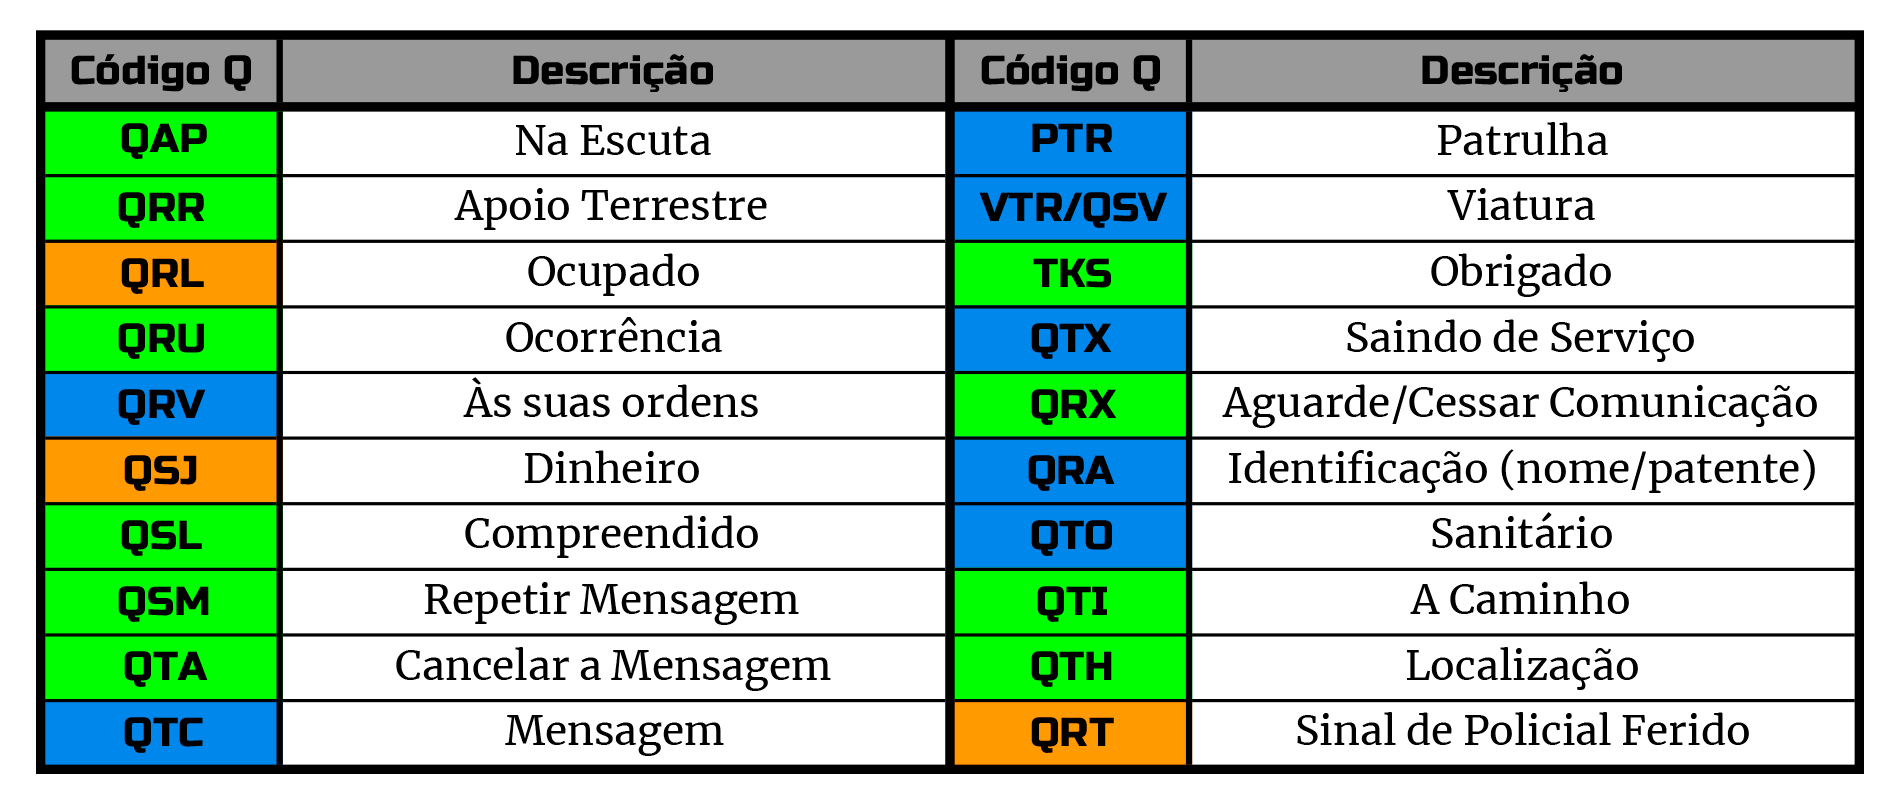 Código Q Descrição Código Q Descrição
QAP Na Escuta PTR Patrulha
QRR Apoio Terrestre VTR/QSV Viatura
QRL Ocupado TKS Obrigado
QRU Ocorrência QTX Saindo de Serviço
QRV Às suas ordens QRX Aguarde/Cessar Comunicação
QSJ Dinheiro QRA Identificação (nome/patente)
QSL Compreendido QTO Sanitário
QSM Repetir Mensagem QTI A Caminho
QTA Cancelar a Mensagem QTH Localização
QTC Mensagem QRT Sinal de Policial Ferido